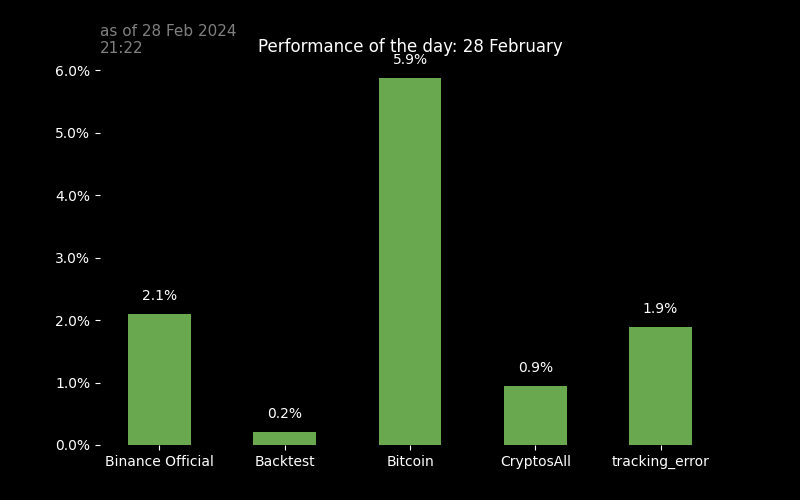 as of 28 Feb 2024
21:22
Performance of the day: 28 February
6.0%
5.0%
4.0%
3.0%
2.0%
1.0%
0.0%
2.1%
0.2%
5.9%
0.9%
1.9%
Binance Official
Backtest
Bitcoin
CryptosAll
tracking_error